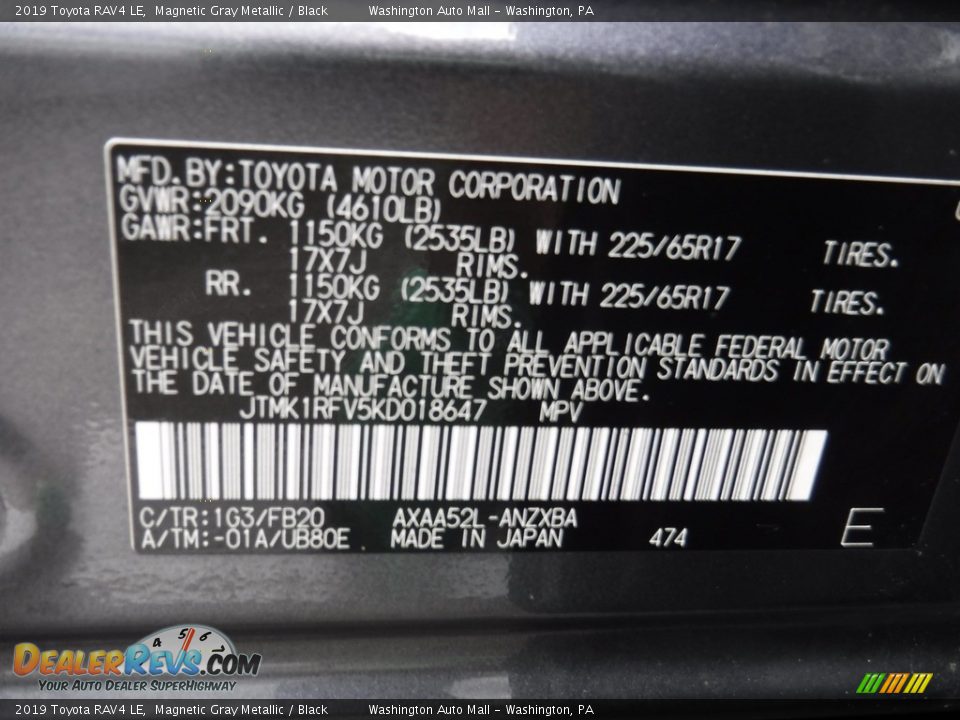 2019 Toyota RAV4 LE, Magnetic Gray Metallic / Black Washington Auto Mall - Washington, PA
MFD.BY:TOYOTA MOTOR CORPORATION
GVWR:2090KG (4610LB)
GAWR:FRT. 1150KG (2535LB) WITH 225/65R17 TIRES.
17X7J RIMS.
RR. 1150KG (2535LB) WITH 225/65R17 TIRES.
17X7J RIMS.
THIS VEHICLE CONFORMS TO ALL APPLICABLE FEDERAL MOTOR
VEHICLE SAFETY AND THEFT PREVENTION STANDARDS IN EFFECT ON
THE DATE OF MANUFACTURE SHOWN ABOVE.
JTMK1RFV5KD018647 MPV
C/TR:1G3/FB20 AXAA52L-ANZXBA
A/TM:-01A/UB80E MADE IN JAPAN 474 E
4 5 6 7
DEALERREVS.COM
YOUR AUTO DEALER SUPERHIGHWAY
2019 Toyota RAV4 LE, Magnetic Gray Metallic / Black Washington Auto Mall - Washington, PA